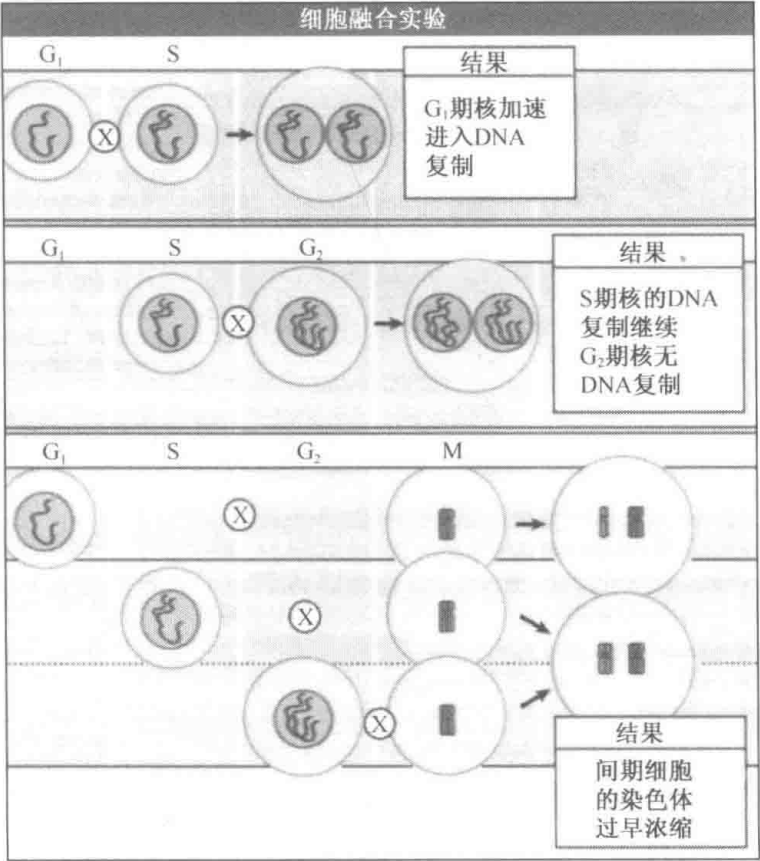 细胞融合实验
G₁ S
结果
G₁期核加速
进入DNA
复制
X
G₁ S G₂
结果
S期核的DNA
复制继续
G₂期核无
DNA复制
X
G₁ S G₂ M
X
X
X
结果
间期细胞
的染色体
过早浓缩